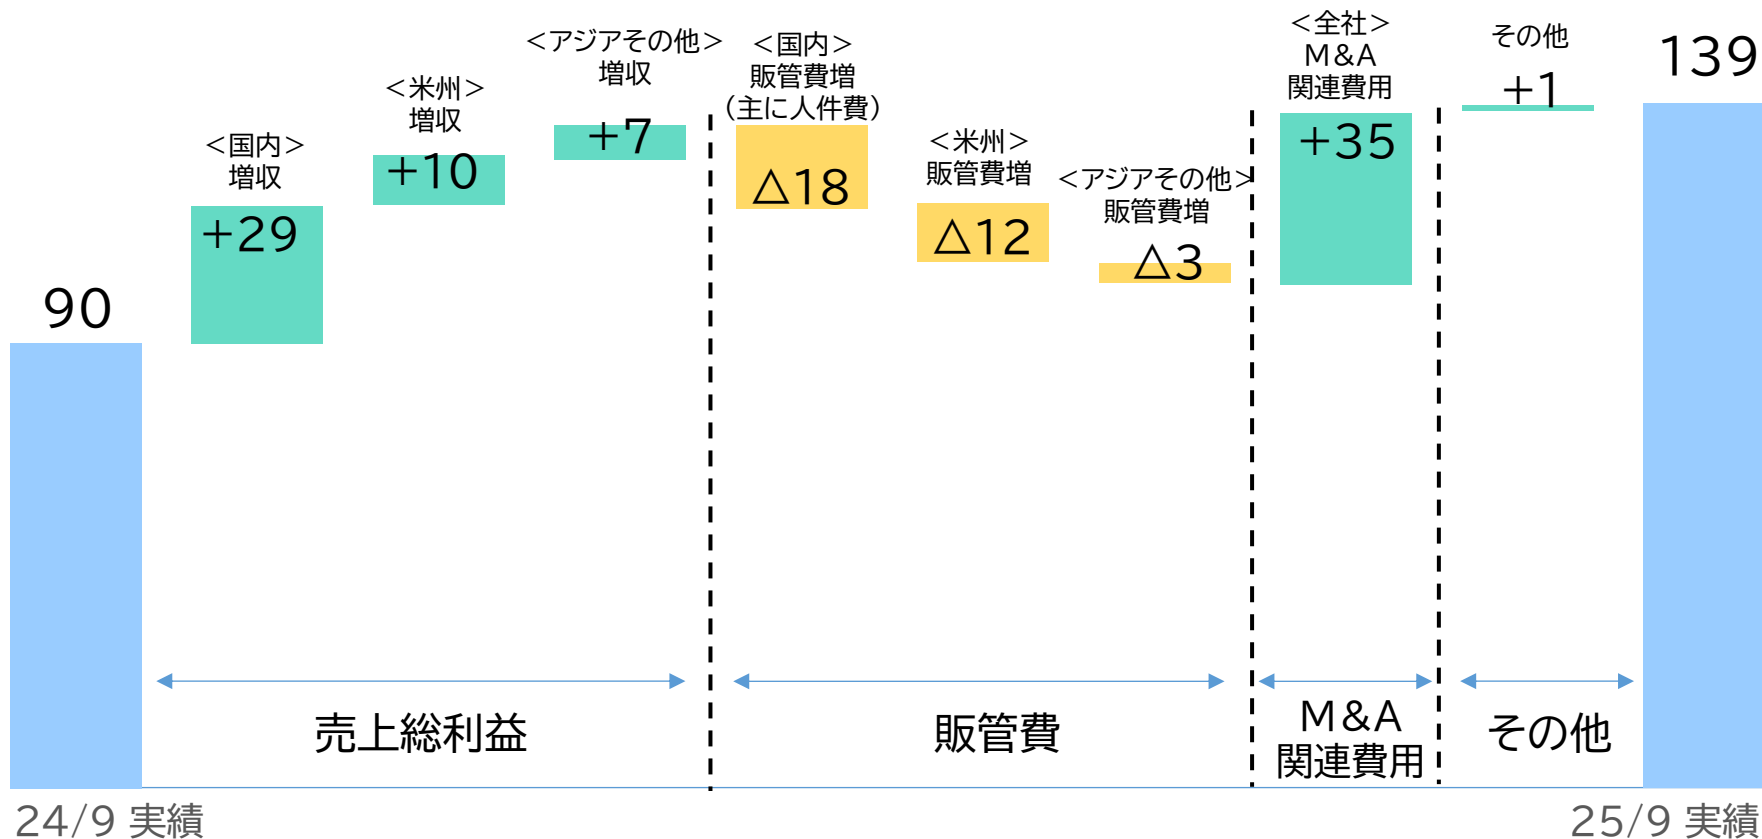 90
＜国内＞
増収
+29
＜米州＞
増収
+10
＜アジアその他＞
増収
+7
＜国内＞
販管費増
(主に人件費)
△18
＜米州＞
販管費増
△12
＜アジアその他＞
販管費増
△3
＜全社＞
M&A
関連費用
+35
その他
+1
139
売上総利益
販管費
M&A
関連費用
その他
24/9 実績
25/9 実績